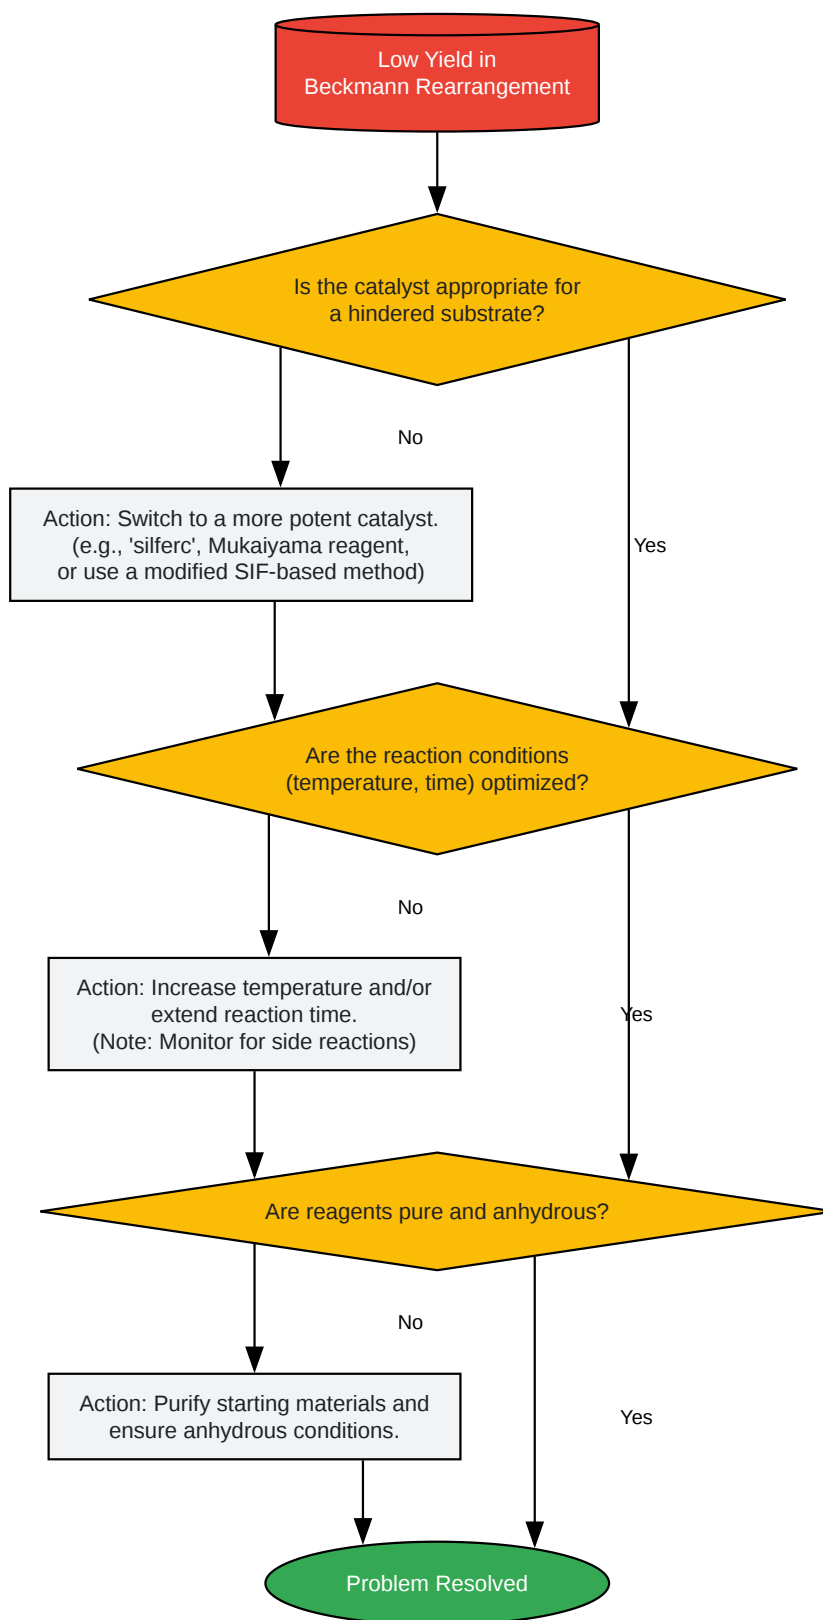 Low Yield in
Beckmann Rearrangement
Is the catalyst appropriate for
a hindered substrate?
No
Action: Switch to a more potent catalyst.
(e.g., 'silferc', Mukaiyama reagent,
or use a modified SIF-based method)
Yes
Are the reaction conditions
(temperature, time) optimized?
No
Action: Increase temperature and/or
extend reaction time.
(Note: Monitor for side reactions)
Yes
Are reagents pure and anhydrous?
No
Action: Purify starting materials and
ensure anhydrous conditions.
Yes
Problem Resolved